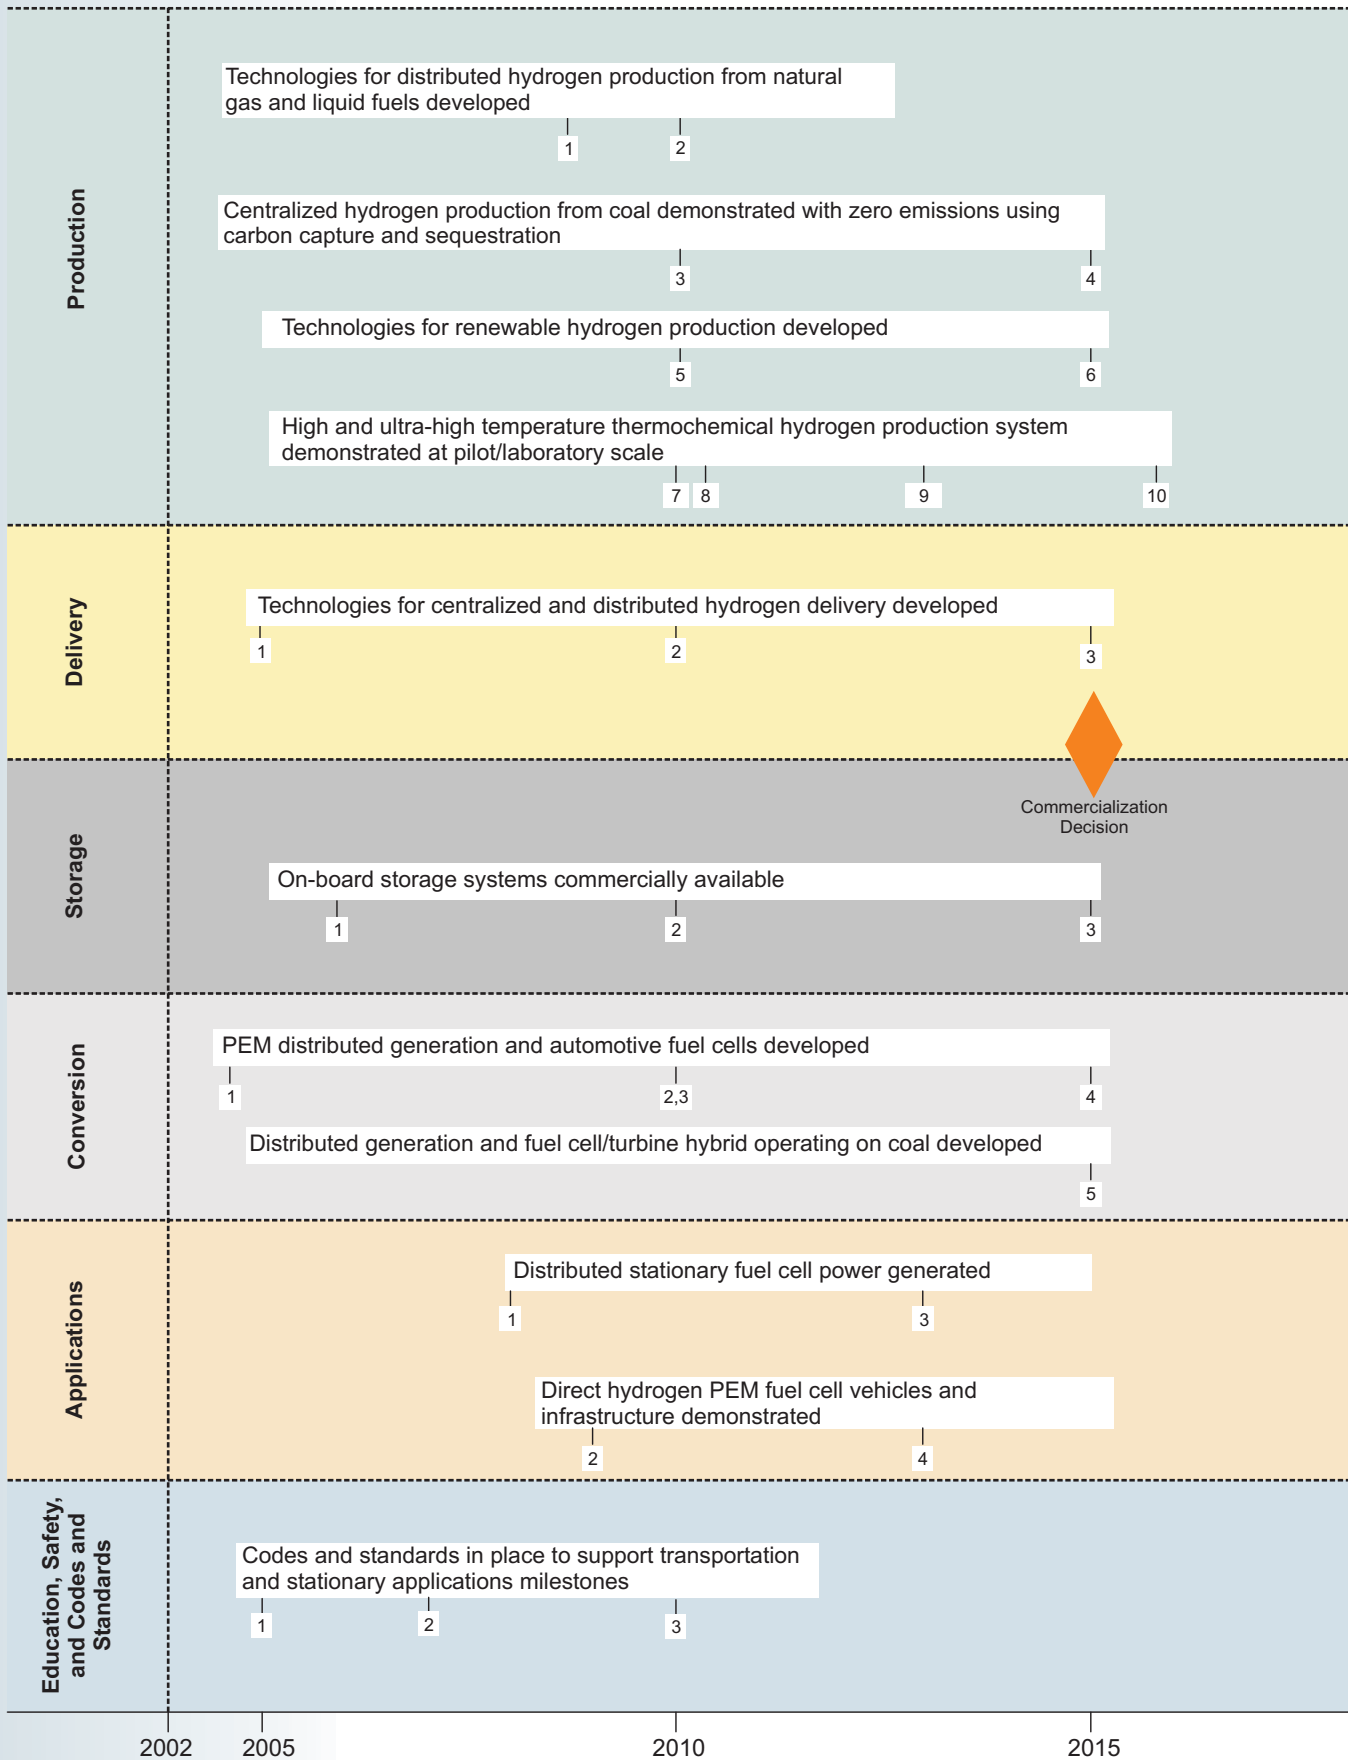 Production
Technologies for distributed hydrogen production from natural
gas and liquid fuels developed
1 2
Centralized hydrogen production from coal demonstrated with zero emissions using
carbon capture and sequestration
3 4
Technologies for renewable hydrogen production developed
5 6
High and ultra-high temperature thermochemical hydrogen production system
demonstrated at pilot/laboratory scale
7 8 9 10
Delivery
Technologies for centralized and distributed hydrogen delivery developed
1 2 3
Commercialization
Decision
Storage
On-board storage systems commercially available
1 2 3
Conversion
PEM distributed generation and automotive fuel cells developed
1 2,3 4
Distributed generation and fuel cell/turbine hybrid operating on coal developed
5
Applications
Distributed stationary fuel cell power generated
1 3
Direct hydrogen PEM fuel cell vehicles and
infrastructure demonstrated
2 4
Education, Safety,
and Codes and
Standards
Codes and standards in place to support transportation
and stationary applications milestones
1 2 3
2002 2005 2010 2015